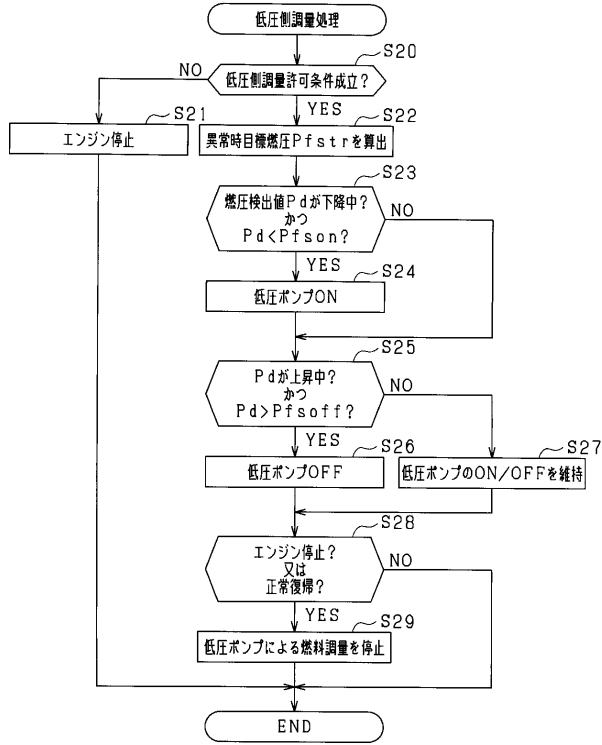 低圧側調量処理
S20
低圧側調量許可条件成立?
NO
YES
S21
エンジン停止
S22
異常時目標燃圧Pfstrを算出
S23
燃圧検出値Pdが下降中?
かつ
Pd<Pfson?
NO
YES
S24
低圧ポンプON
S25
Pdが上昇中?
かつ
Pd>Pfsoff?
NO
YES
S26
低圧ポンプOFF
S27
低圧ポンプのON/OFFを維持
S28
エンジン停止?
又は
正常復帰?
NO
YES
S29
低圧ポンプによる燃料調量を停止
END